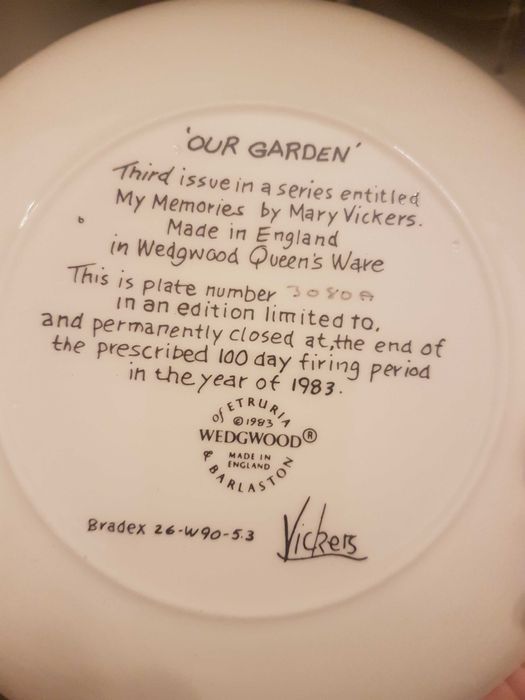 'OUR GARDEN'
Third issue in a series entitled
My Memories by Mary Vickers.
Made in England
in Wedgwood Queen's Ware
This is plate number 3080A
in an edition limited to,
and permanently closed at, the end of
the prescribed 100 day firing period
in the year of 1983.
of ETRURIA
©1983
WEDGWOOD®
MADE IN
ENGLAND
& BARLASTON
Bradex 26-W90-5.3
Vickers